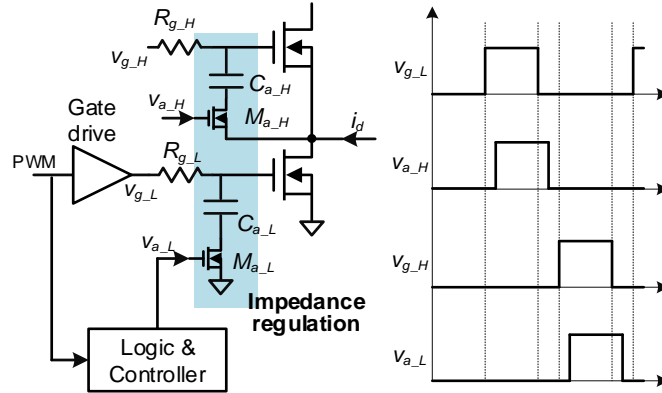 R_g_H
v_g_H
C_a_H
v_a_H
M_a_H
i_d
Gate
drive
R_g_L
PWM
v_g_L
C_a_L
v_a_L
M_a_L
Impedance
regulation
Logic &
Controller
v_g_L
v_a_H
v_g_H
v_a_L